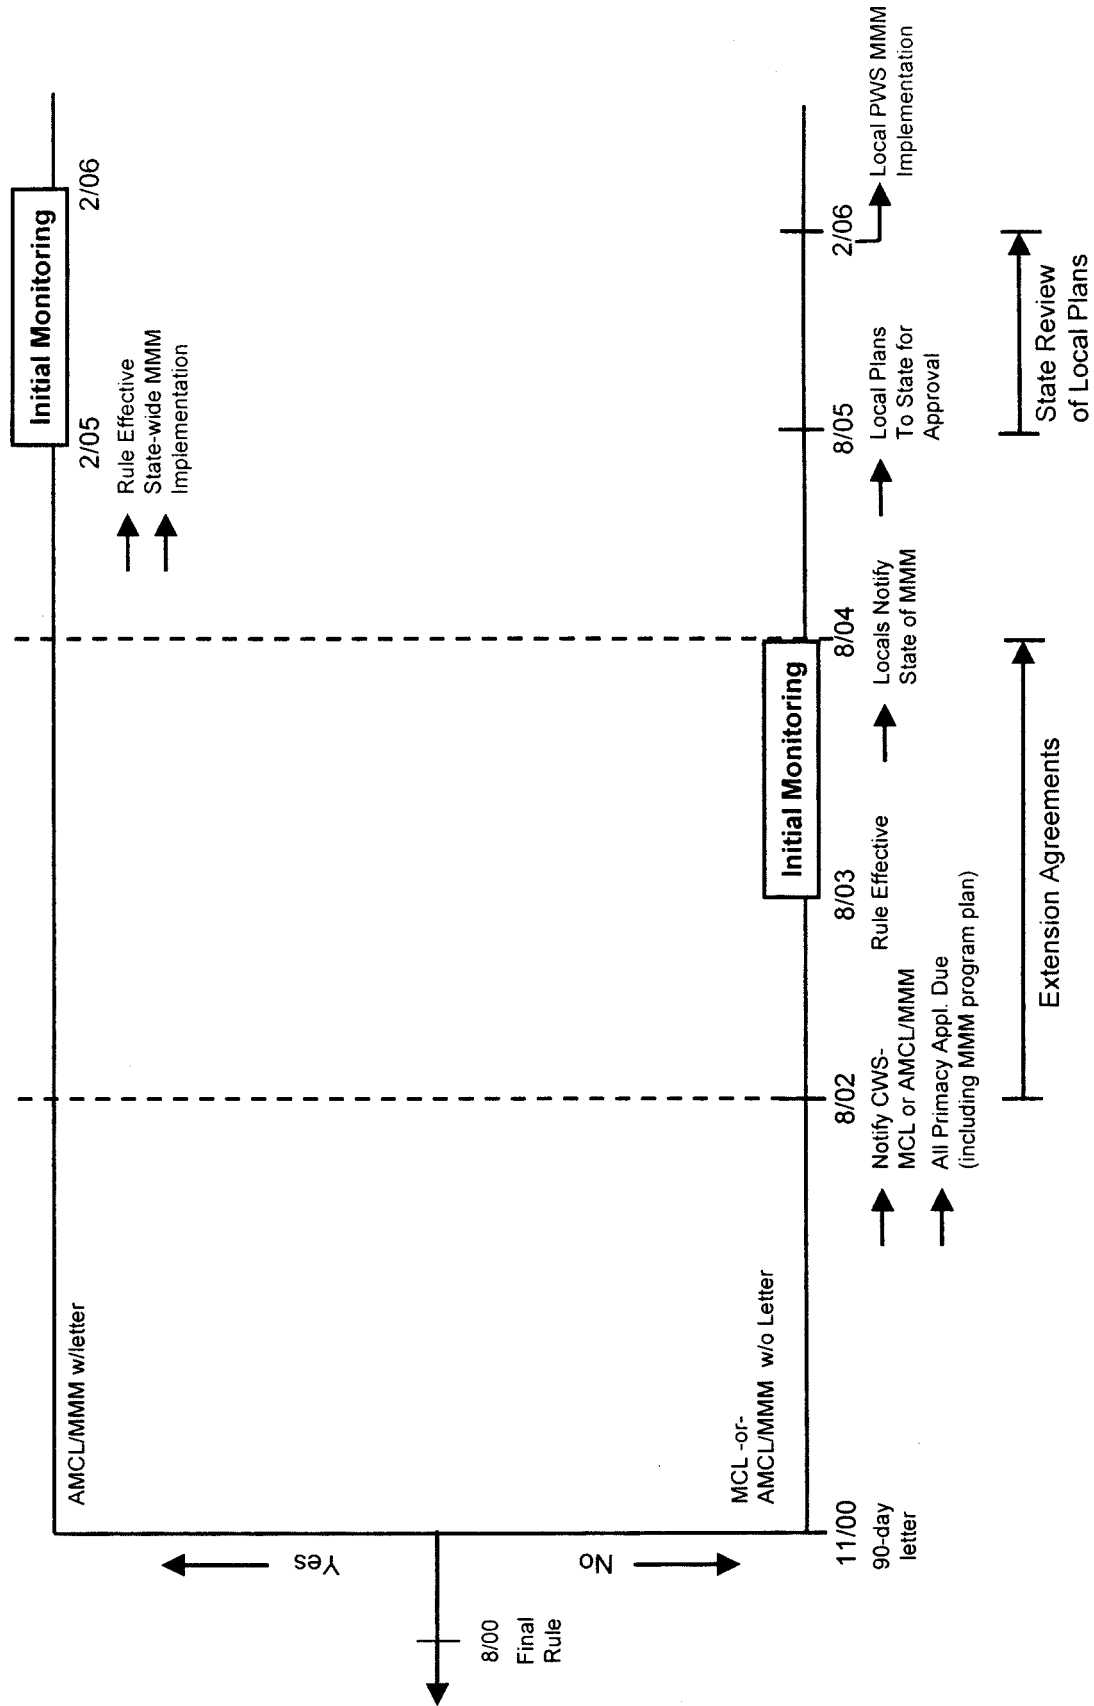 AMCL/MMM w/letter
Initial Monitoring
2/05
2/06
Rule Effective
State-wide MMM
Implementation
Yes
No
8/00
Final
Rule
MCL -or-
AMCL/MMM w/o Letter
Initial Monitoring
11/00
90-day
letter
8/02
Notify CWS-
MCL or AMCL/MMM
All Primacy Appl. Due
(including MMM program plan)
8/03
Rule Effective
8/04
Locals Notify
State of MMM
8/05
Local Plans
To State for
Approval
2/06
Local PWS MMM
Implementation
Extension Agreements
State Review
of Local Plans